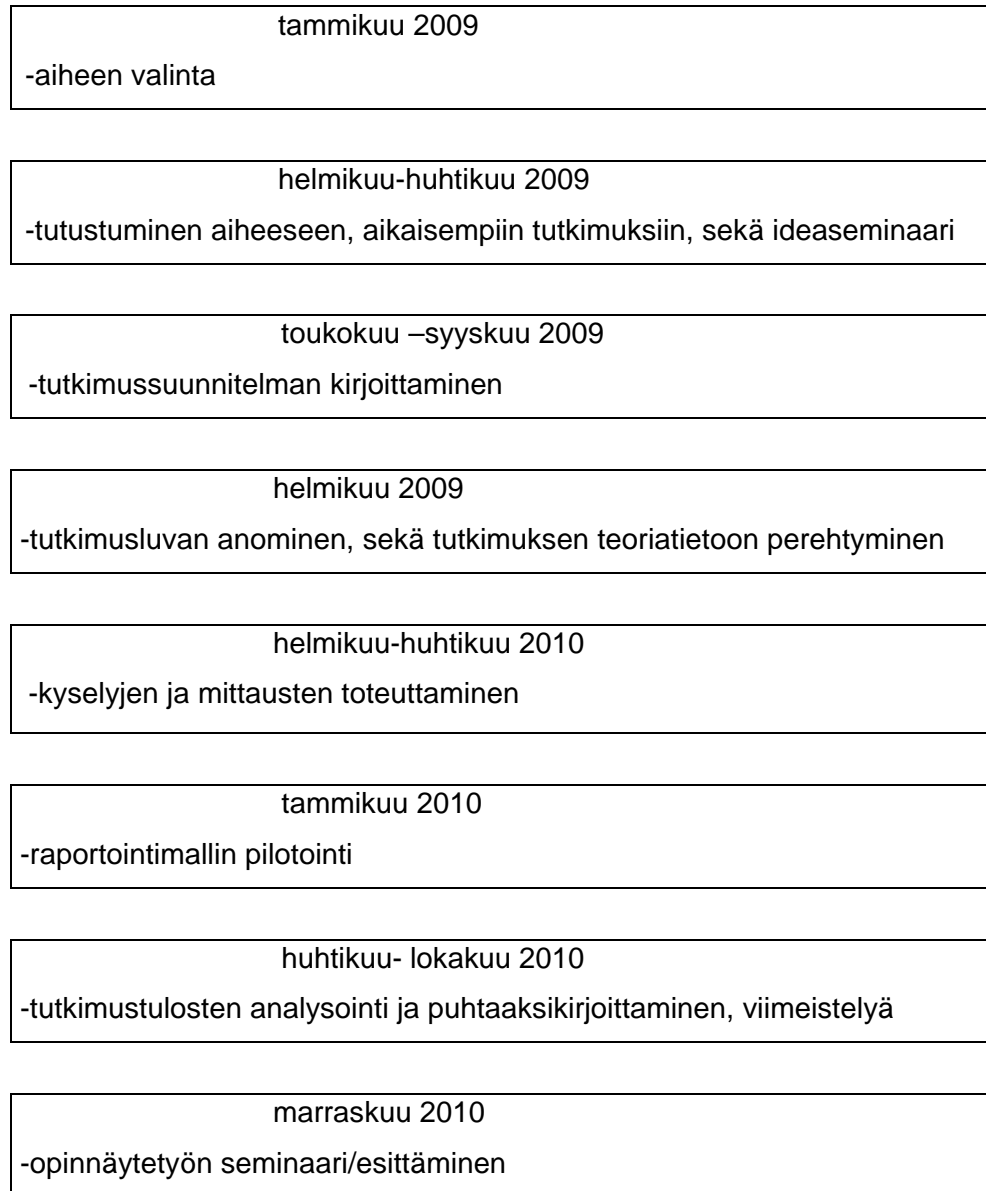 tammikuu 2009
-aiheen valinta
helmikuu-huhtikuu 2009
-tutustuminen aiheeseen, aikaisempiin tutkimuksiin, sekä ideaseminaari
toukokuu –syyskuu 2009
-tutkimussuunnitelman kirjoittaminen
helmikuu 2009
-tutkimusluvan anominen, sekä tutkimuksen teoriatietoon perehtyminen
helmikuu-huhtikuu 2010
-kyselyjen ja mittausten toteuttaminen
tammikuu 2010
-raportointimallin pilotointi
huhtikuu- lokakuu 2010
-tutkimustulosten analysointi ja puhtaaksikirjoittaminen, viimeistelyä
marraskuu 2010
-opinnäytetyön seminaari/esittäminen